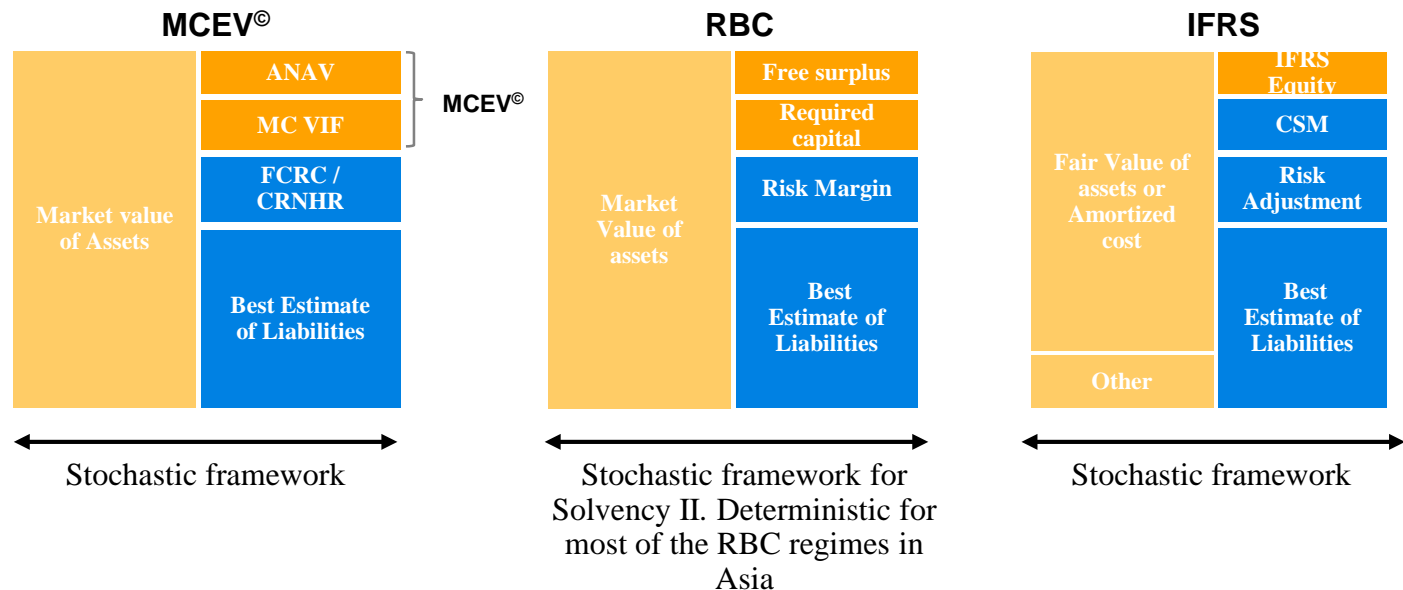 MCEV©
Market value
of Assets
ANAV
MC VIF
MCEV©
FCRC /
CRNHR
Best Estimate
of Liabilities
Stochastic framework
RBC
Market
Value of
assets
Free surplus
Required
capital
Risk Margin
Best
Estimate of
Liabilities
Stochastic framework for
Solvency II. Deterministic for
most of the RBC regimes in
Asia
IFRS
Fair Value of
assets or
Amortized
cost
Other
IFRS
Equity
CSM
Risk
Adjustment
Best
Estimate of
Liabilities
Stochastic framework